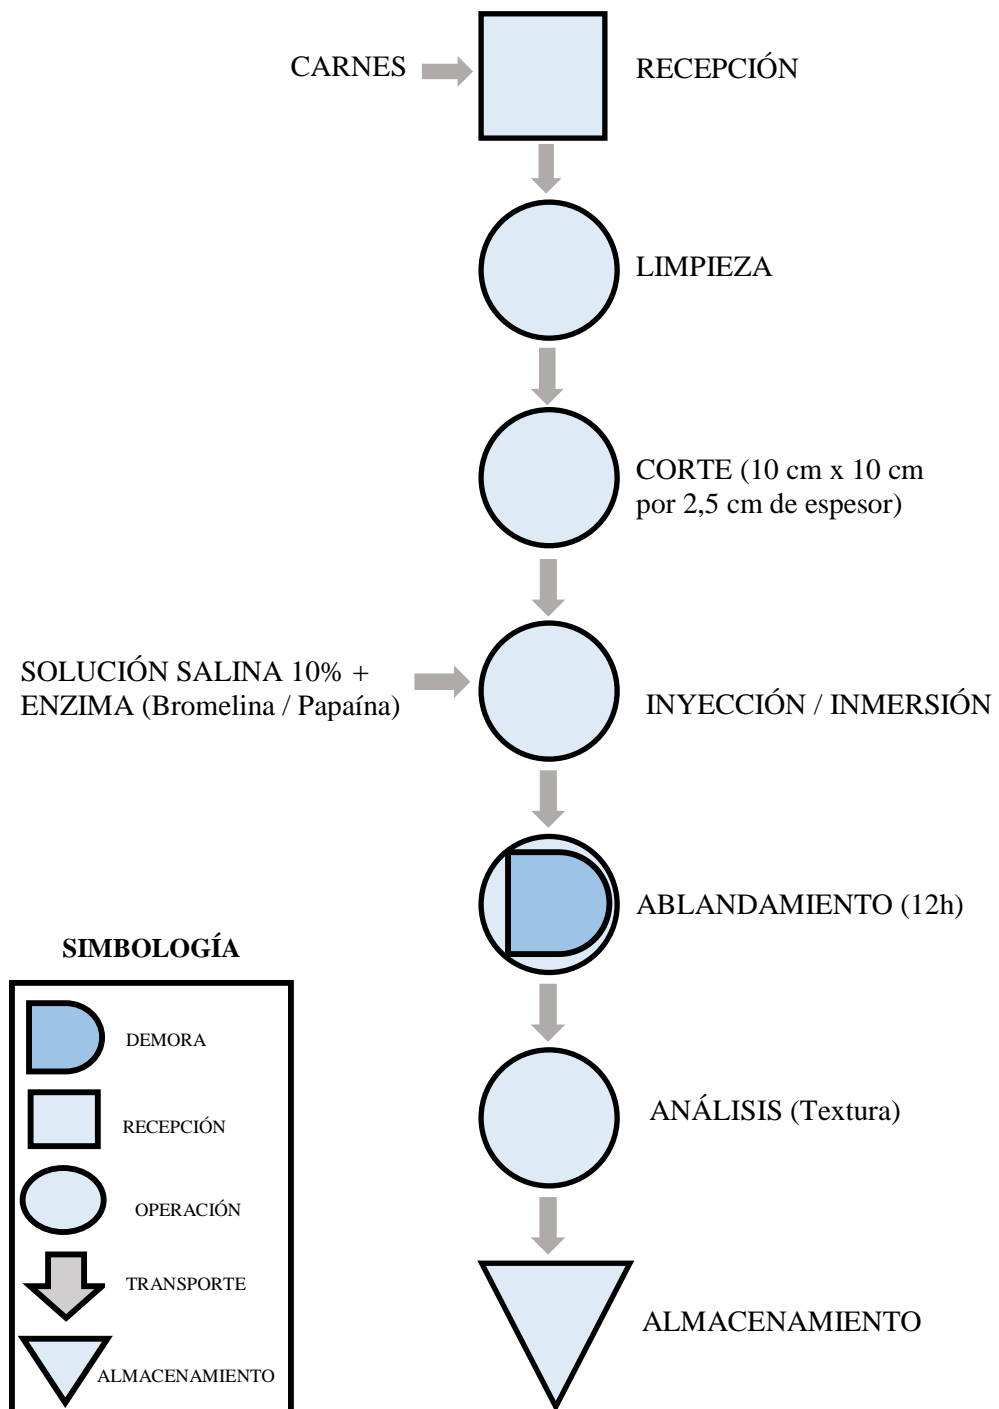 CARNES
RECEPCIÓN
LIMPIEZA
CORTE (10 cm x 10 cm
por 2,5 cm de espesor)
SOLUCIÓN SALINA 10% +
ENZIMA (Bromelina / Papaína)
INYECCIÓN / INMERSIÓN
ABLANDAMIENTO (12h)
ANÁLISIS (Textura)
ALMACENAMIENTO
SIMBOLOGÍA
DEMORA
RECEPCIÓN
OPERACIÓN
TRANSPORTE
ALMACENAMIENTO